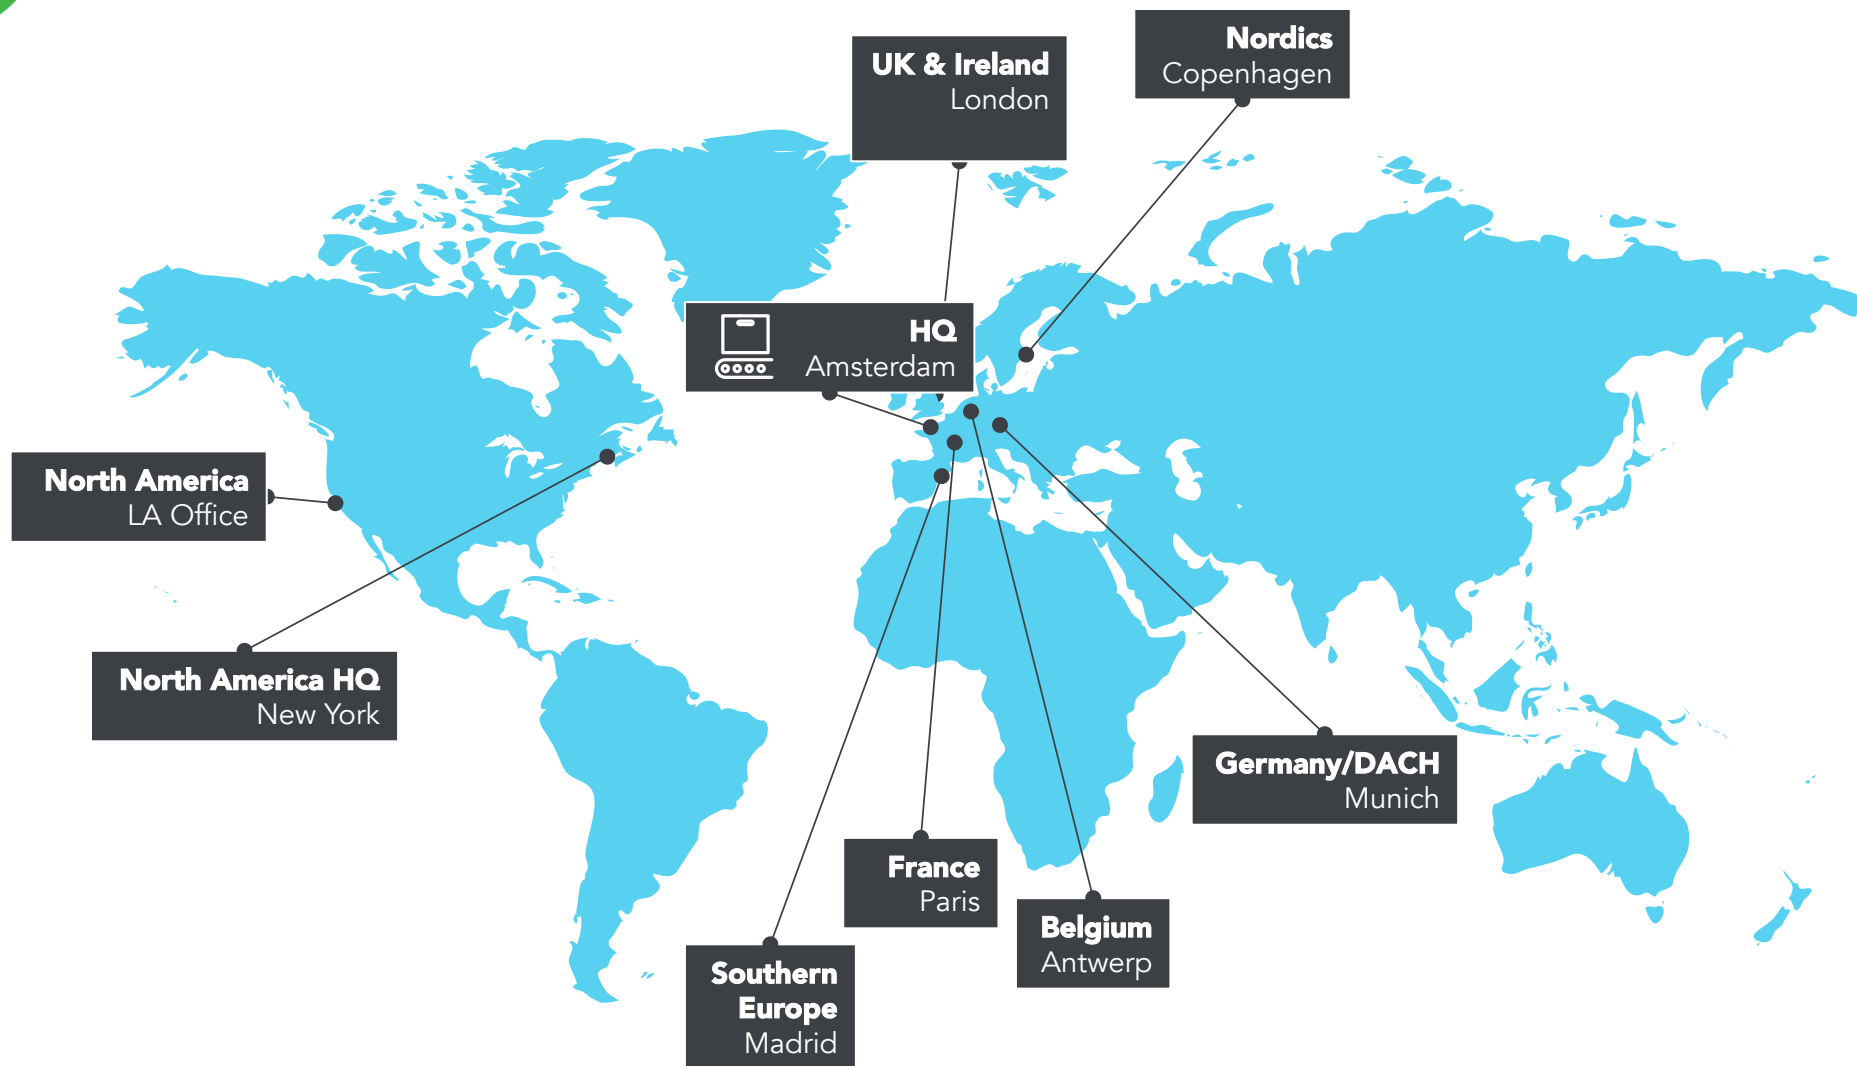 Nordics
Copenhagen
UK & Ireland
London
HQ
Amsterdam
North America
LA Office
North America HQ
New York
Germany/DACH
Munich
France
Paris
Belgium
Antwerp
Southern
Europe
Madrid